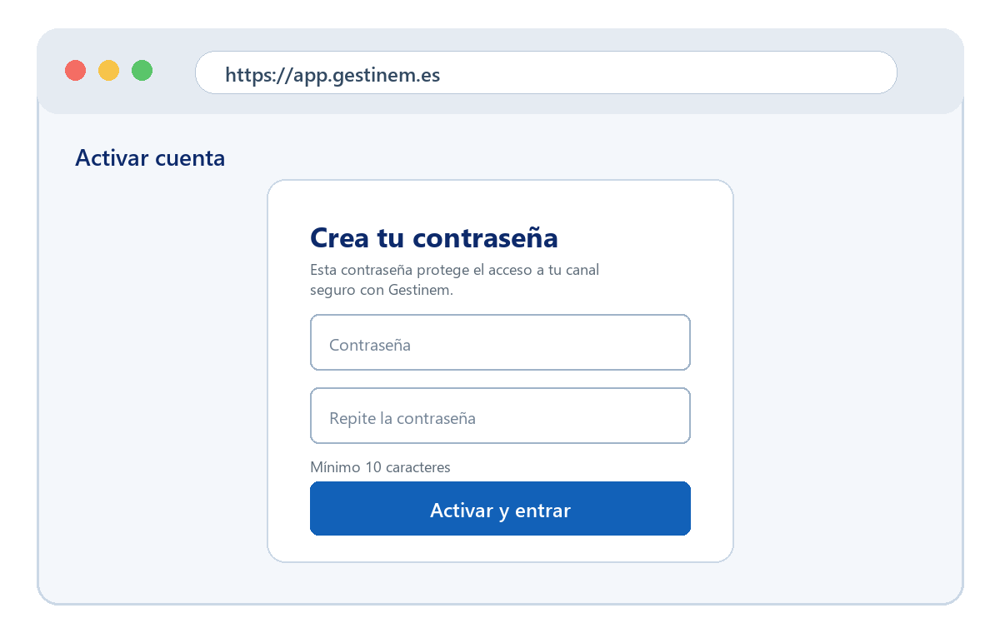 https://app.gestinem.es
Activar cuenta
Crea tu contraseña
Esta contraseña protege el acceso a tu canal
seguro con Gestinem.
Contraseña
Repite la contraseña
Mínimo 10 caracteres
Activar y entrar